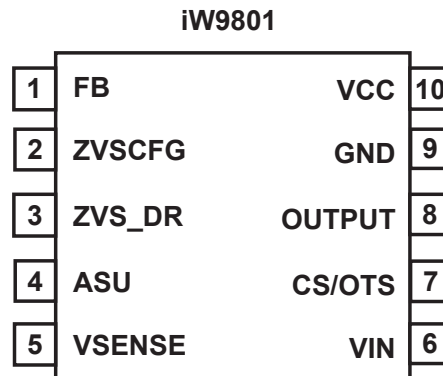 iW9801
1 FB VCC 10
2 ZVSCFG GND 9
3 ZVS_DR OUTPUT 8
4 ASU CS/OTS 7
5 VSENSE VIN 6